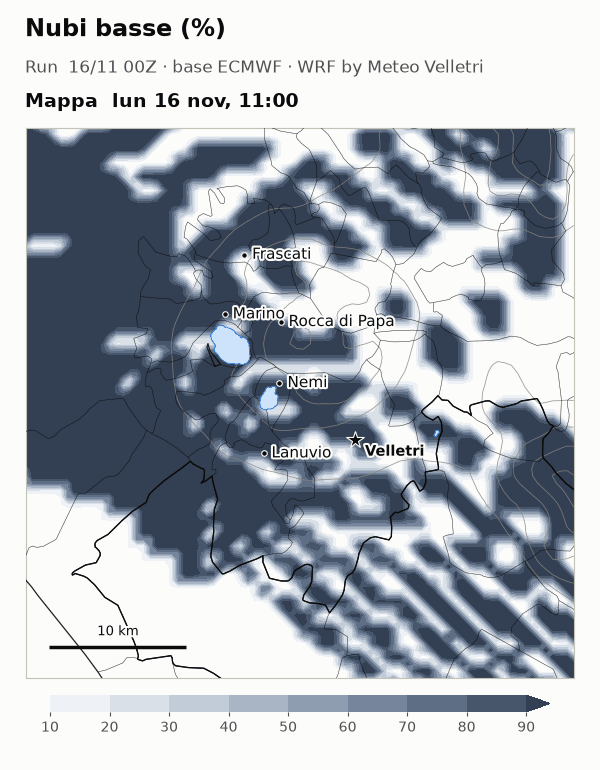 Nubi basse (%)
Run  16/11 00Z · base ECMWF · WRF by Meteo Velletri
Mappa  lun 16 nov, 11:00
Frascati
Marino
Rocca di Papa
Nemi
Velletri
Lanuvio
10 km
10 20 30 40 50 60 70 80 90